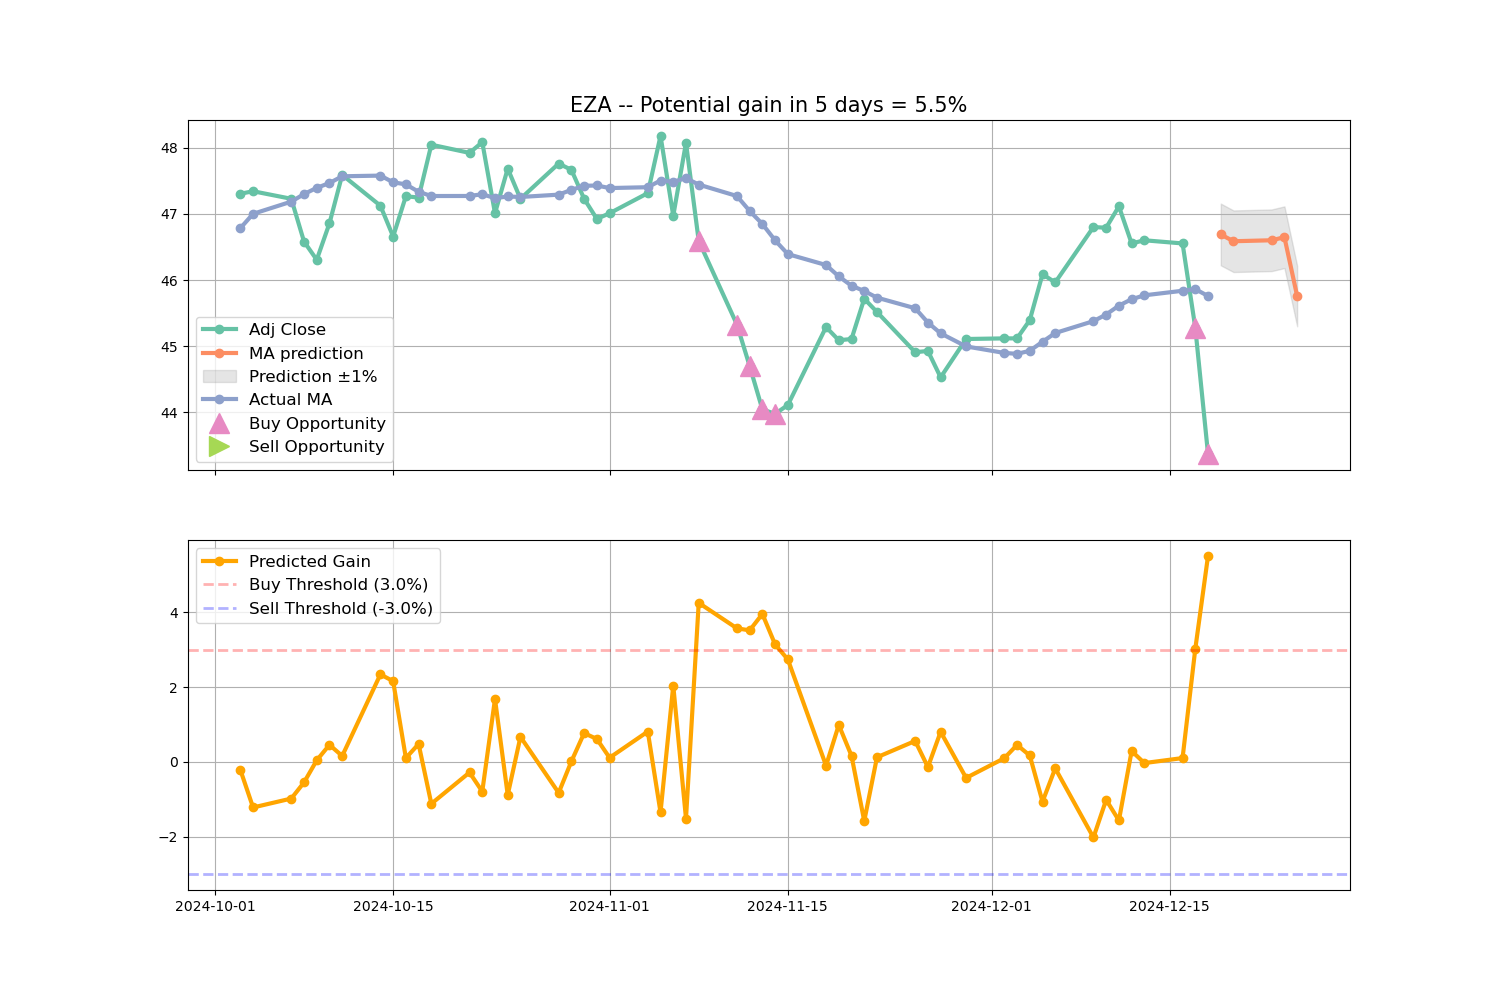 EZA -- Potential gain in 5 days = 5.5%
48
47
46
45
44
Adj Close
MA prediction
Prediction ±1%
Actual MA
Buy Opportunity
Sell Opportunity
4
2
0
−2
Predicted Gain
Buy Threshold (3.0%)
Sell Threshold (-3.0%)
2024-10-01
2024-10-15
2024-11-01
2024-11-15
2024-12-01
2024-12-15